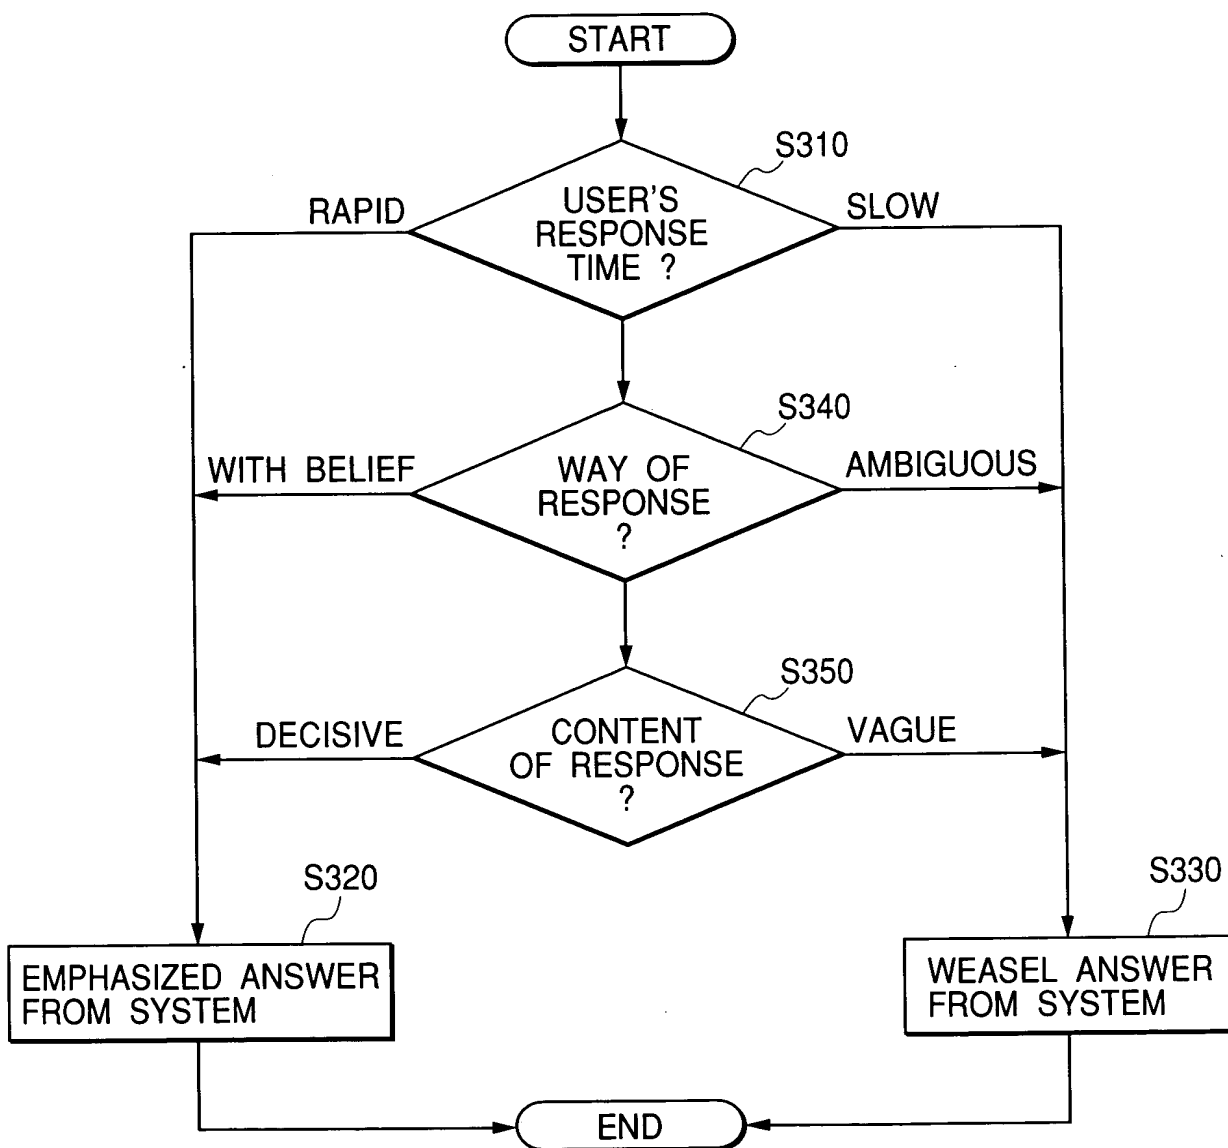 START
S310
RAPID
USER'S
RESPONSE
TIME ?
SLOW
S340
WITH BELIEF
WAY OF
RESPONSE
?
AMBIGUOUS
S350
DECISIVE
CONTENT
OF RESPONSE
?
VAGUE
S320
EMPHASIZED ANSWER
FROM SYSTEM
S330
WEASEL ANSWER
FROM SYSTEM
END